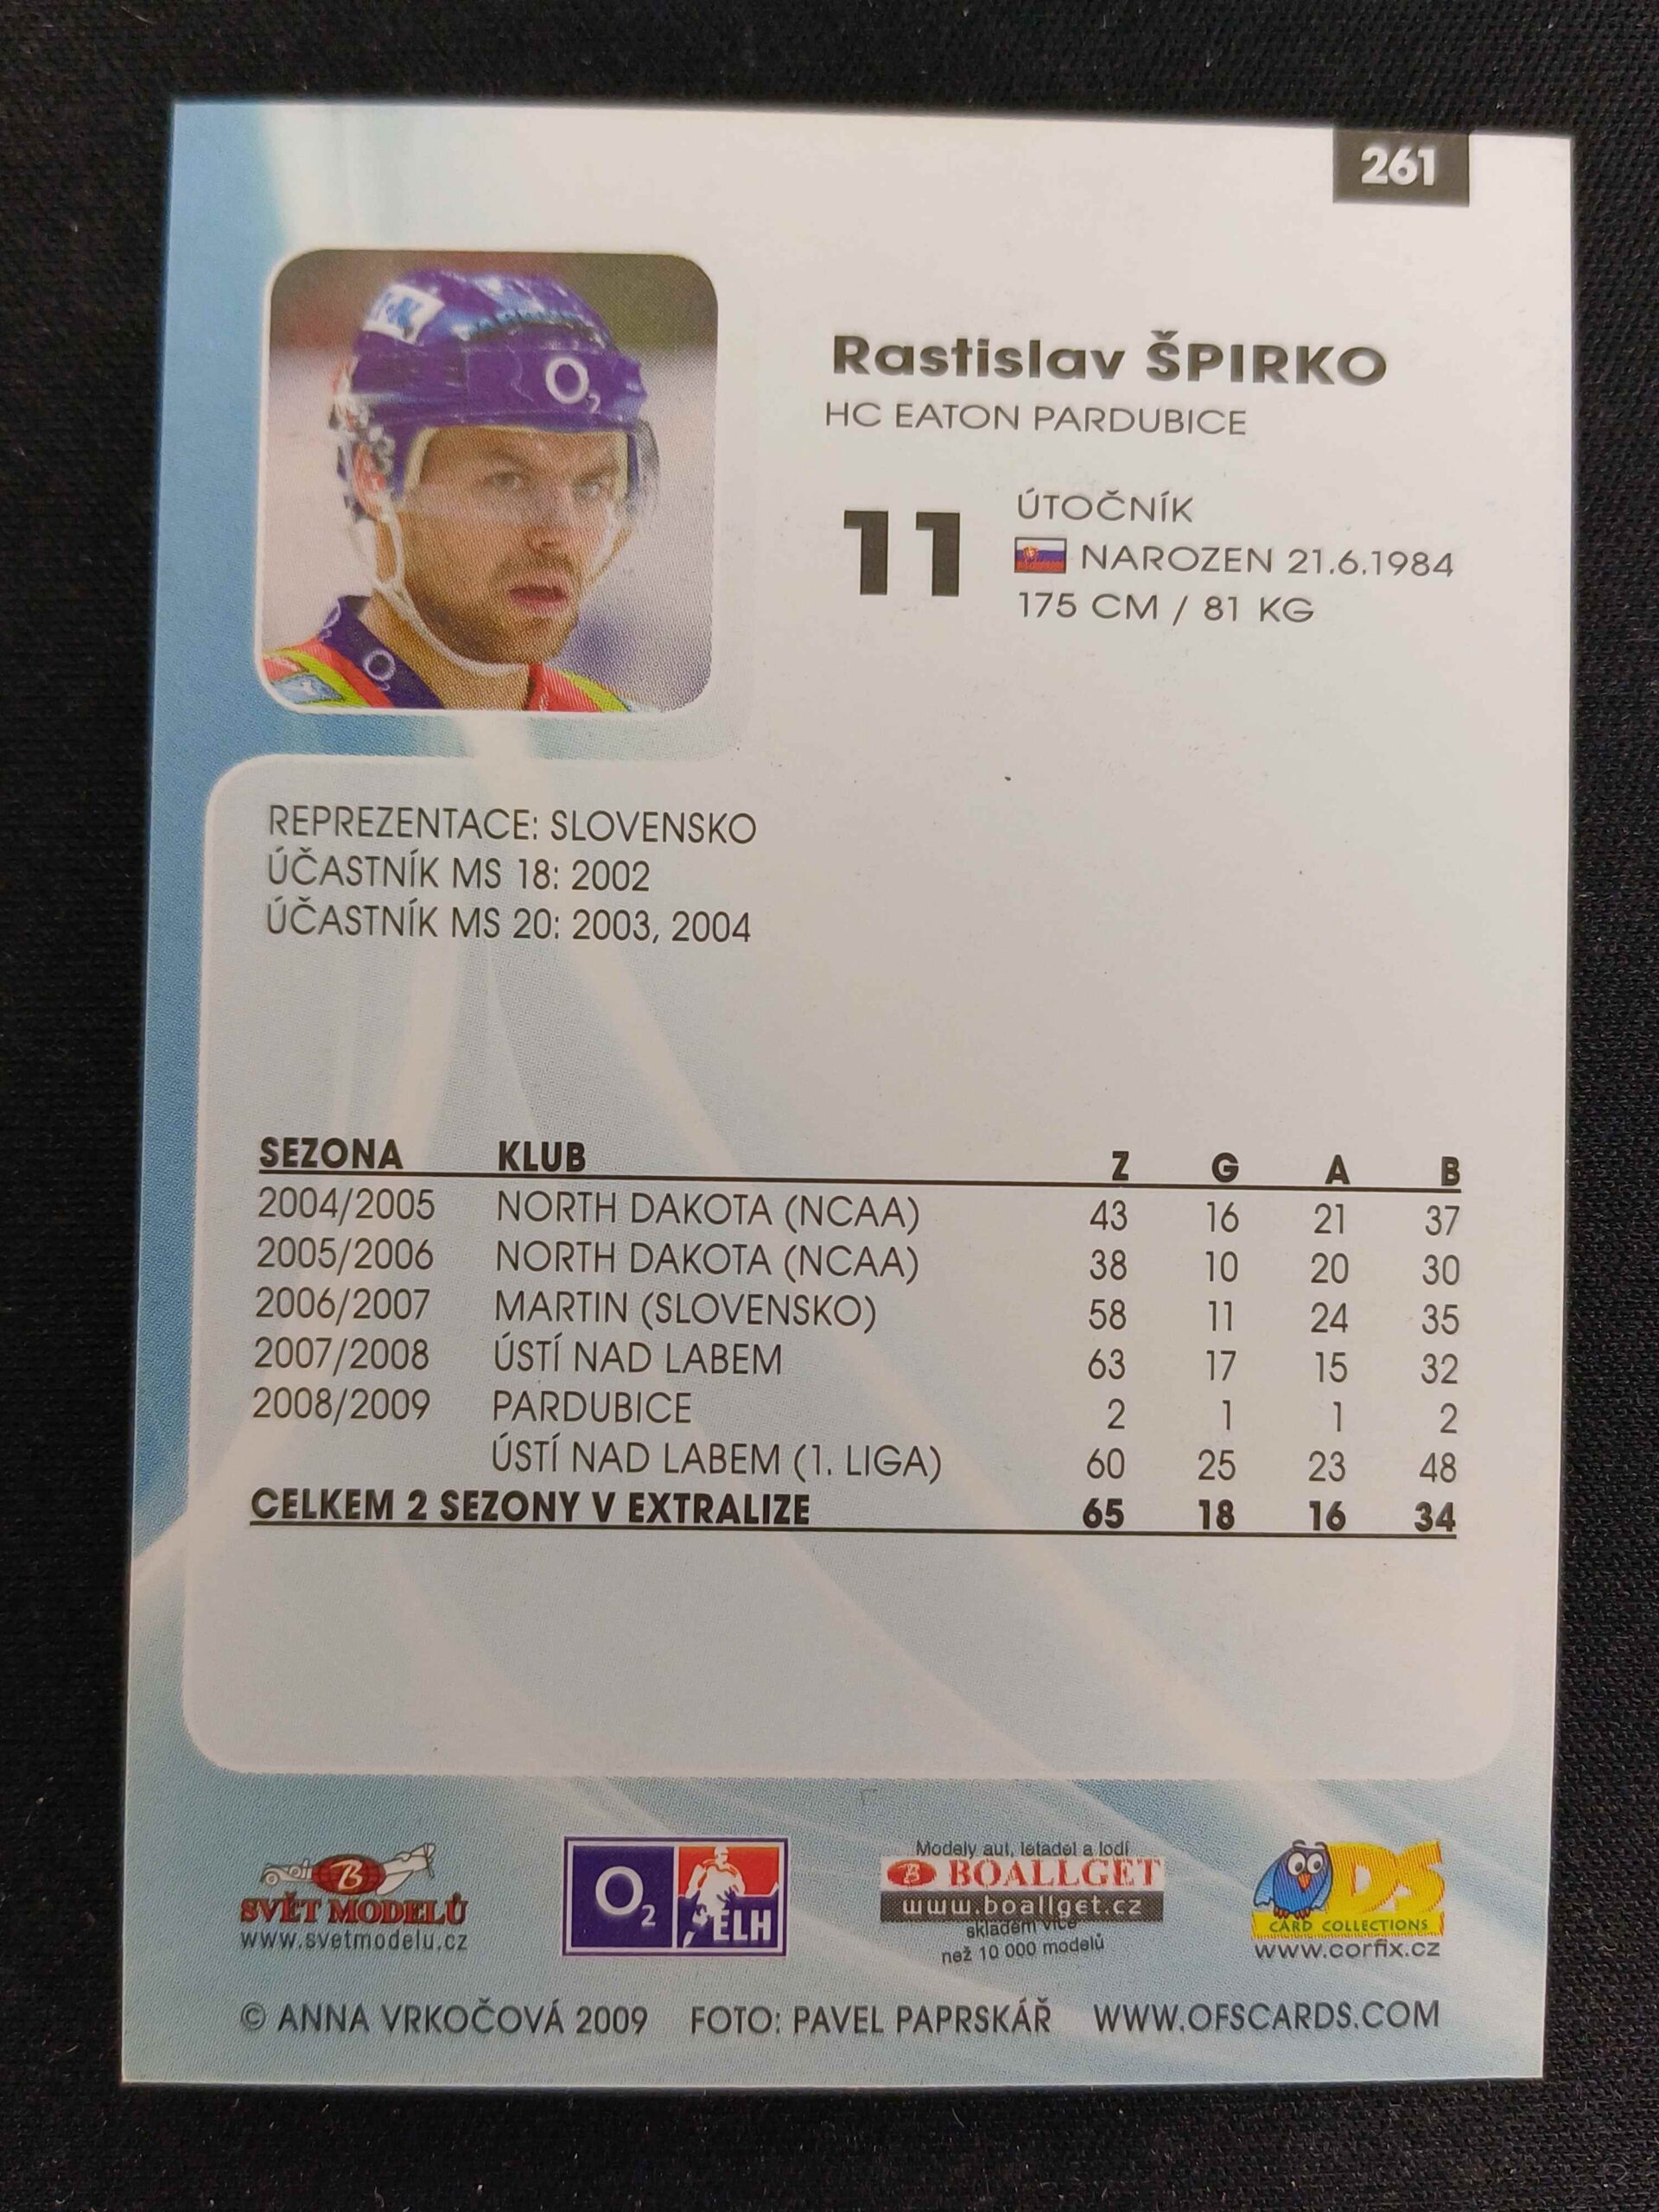 261
Rastislav ŠPIRKO
HC EATON PARDUBICE
11
ÚTOČNÍK
NAROZEN 21.6.1984
175 CM / 81 KG
O2
REPREZENTACE: SLOVENSKO
ÚČASTNÍK MS 18: 2002
ÚČASTNÍK MS 20: 2003, 2004
SEZONA KLUB Z G A B
2004/2005 NORTH DAKOTA (NCAA) 43 16 21 37
2005/2006 NORTH DAKOTA (NCAA) 38 10 20 30
2006/2007 MARTIN (SLOVENSKO) 58 11 24 35
2007/2008 ÚSTÍ NAD LABEM 63 17 15 32
2008/2009 PARDUBICE 2 1 1 2
ÚSTÍ NAD LABEM (1. LIGA) 60 25 23 48
CELKEM 2 SEZONY V EXTRALIZE 65 18 16 34
B
SVĚT MODELŮ
www.svetmodelu.cz
O2 ELH
Modely aut, letadel a lodí
B BOALLGET
www.boallget.cz
skladem více
než 10 000 modelů
DS
CARD COLLECTIONS
www.corfix.cz
© ANNA VRKOČOVÁ 2009 FOTO: PAVEL PAPRSKÁŘ WWW.OFSCARDS.COM